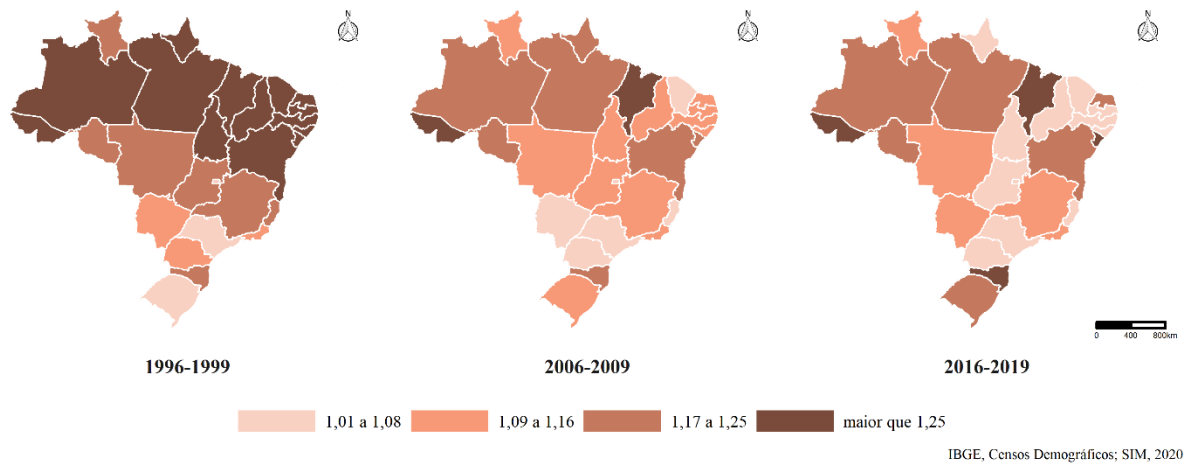 N
N
N
0 400 800km
1996-1999
2006-2009
2016-2019
1,01 a 1,08
1,09 a 1,16
1,17 a 1,25
maior que 1,25
IBGE, Censos Demográficos; SIM, 2020